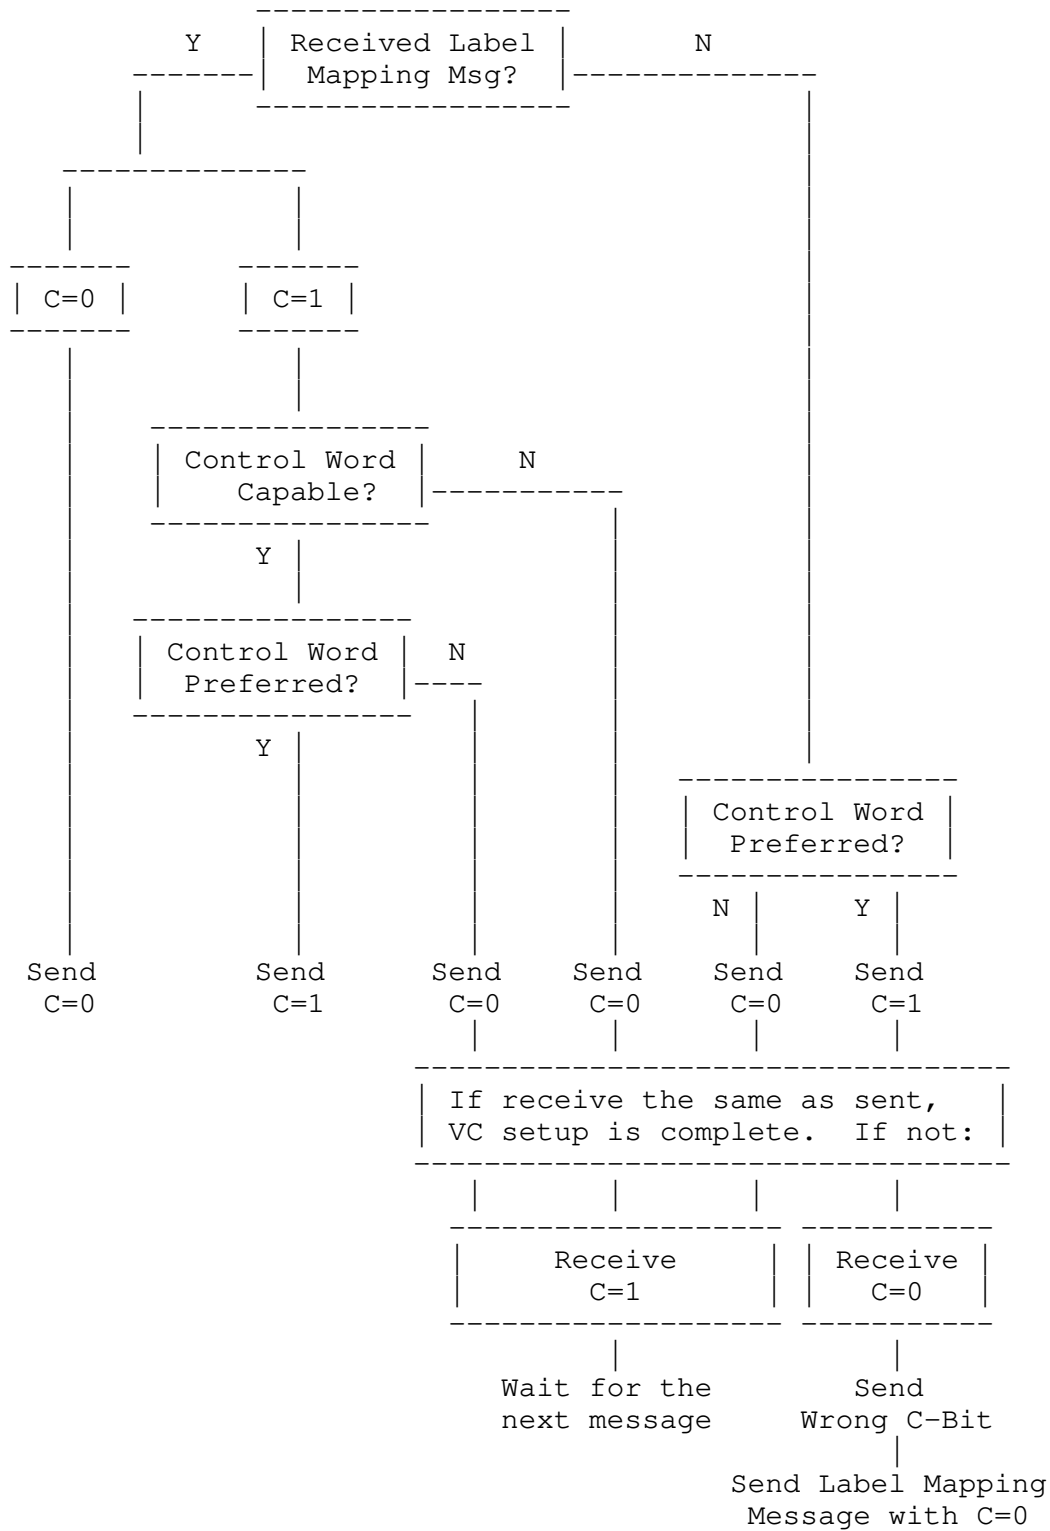 Y Received Label N
Mapping Msg?
C=0 C=1
Control Word N
Capable?
Y
Control Word N
Preferred?
Y
Control Word
Preferred?
N Y
Send Send Send Send Send Send
C=0 C=1 C=0 C=0 C=0 C=1
If receive the same as sent,
VC setup is complete. If not:
Receive Receive
C=1 C=0
Wait for the Send
next message Wrong C-Bit
Send Label Mapping
Message with C=0